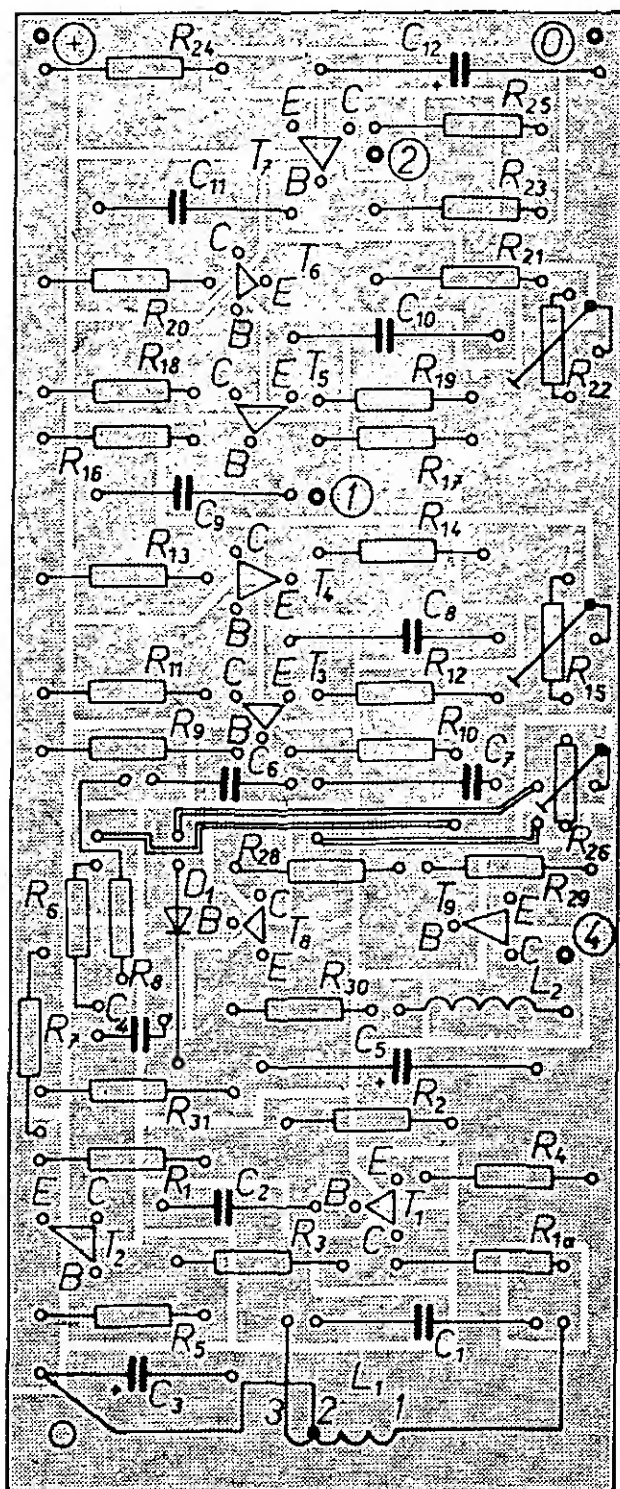 + R24 C12 0
+
E C R25
T7 2
B
C11 R23
C T6 R21
E
B
R20 C10
R18 C E T5 R19 R22
B
R16 R17
C9 1
R13 C R14
E T4
B
C8
R11 C E T3 R12 R15
B
R9 R10
C6 C7
R28 R26
R6 D1 C T9 E R29
B T8 B
E C 4
R8 R30 L2
C4
R7
C5
+
R31 R2
R1 C2 E R4
E C B T1
T2 C
B R3 R1a
R5 C1
+ C3 L1
3 2 1